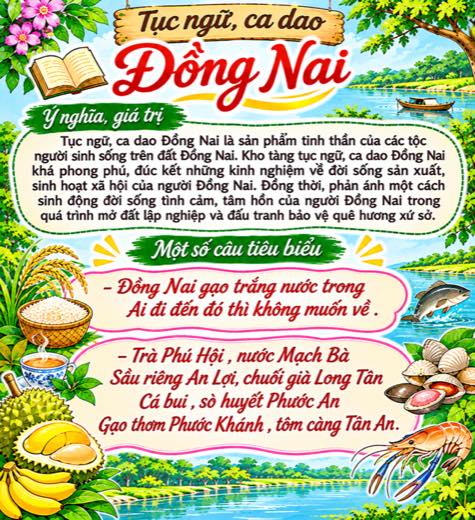 Tục ngữ, ca dao
Đồng Nai
Ý nghĩa, giá trị
Tục ngữ, ca dao Đồng Nai là sản phẩm tinh thần của các tộc
người sinh sống trên đất Đồng Nai. Kho tàng tục ngữ, ca dao Đồng Nai
khá phong phú, đúc kết những kinh nghiệm về đời sống sản xuất,
sinh hoạt xã hội của người Đồng Nai. Đồng thời, phản ánh một cách
sinh động đời sống tình cảm, tâm hồn của người Đồng Nai trong
quá trình mở đất lập nghiệp và đấu tranh bảo vệ quê hương xứ sở.
Một số câu tiêu biểu
– Đồng Nai gạo trắng nước trong
Ai đi đến đó thì không muốn về .
– Trà Phú Hội , nước Mạch Bà
Sầu riêng An Lợi, chuối già Long Tân
Cá bui , sò huyết Phước An
Gạo thơm Phước Khánh , tôm càng Tân An.